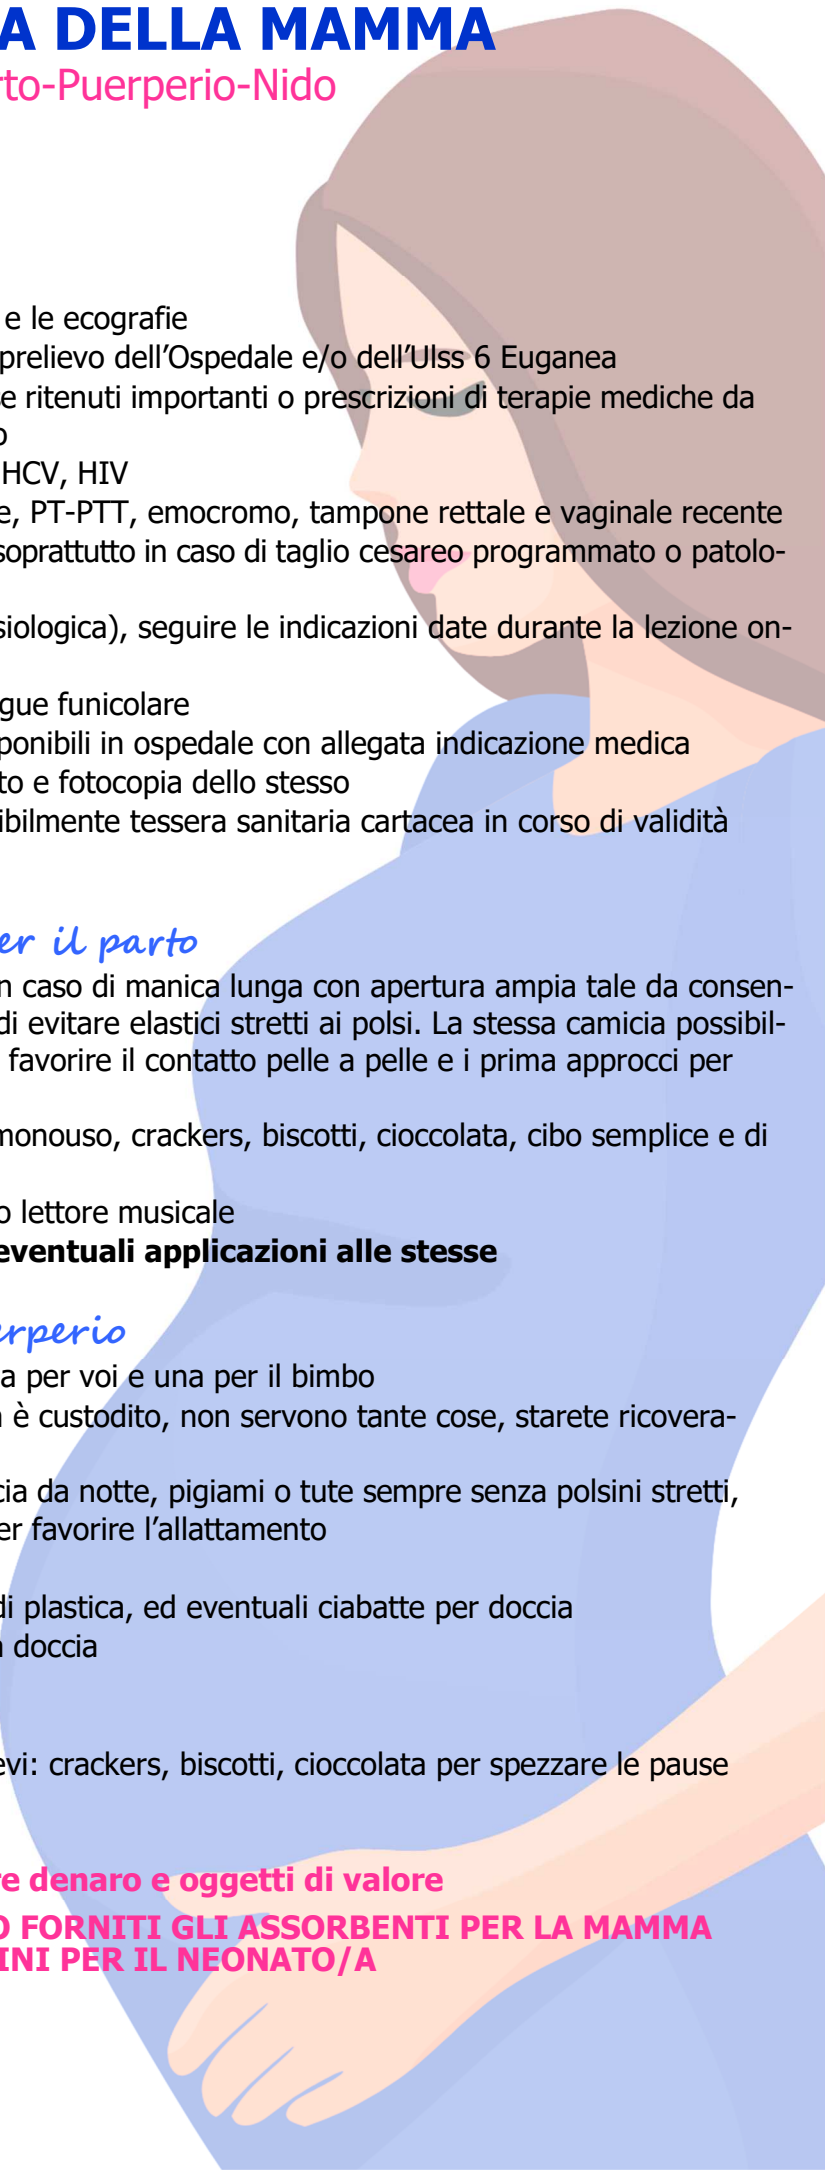 A DELLA MAMMA
rto-Puerperio-Nido
e le ecografie
prelievo dell'Ospedale e/o dell'Ulss 6 Euganea
e ritenuti importanti o prescrizioni di terapie mediche da
o
HCV, HIV
e, PT-PTT, emocromo, tampone rettale e vaginale recente
soprattutto in caso di taglio cesareo programmato o patolo-
siologica), seguire le indicazioni date durante la lezione on-
gue funicolare
ponibili in ospedale con allegata indicazione medica
to e fotocopia dello stesso
ibilmente tessera sanitaria cartacea in corso di validità
er il parto
n caso di manica lunga con apertura ampia tale da consen-
di evitare elastici stretti ai polsi. La stessa camicia possibil-
favorire il contatto pelle a pelle e i prima approcci per
monouso, crackers, biscotti, cioccolata, cibo semplice e di
o lettore musicale
eventuali applicazioni alle stesse
erperio
a per voi e una per il bimbo
è custodito, non servono tante cose, starete ricovera-
cia da notte, pigiami o tute sempre senza polsini stretti,
er favorire l'allattamento
di plastica, ed eventuali ciabatte per doccia
a doccia
evi: crackers, biscotti, cioccolata per spezzare le pause
re denaro e oggetti di valore
O FORNITI GLI ASSORBENTI PER LA MAMMA
INI PER IL NEONATO/A